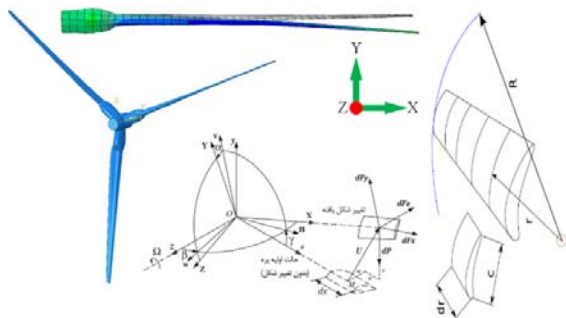 Y
Z
X
R
r
c
dr
v
y
Y
α
O
X
n
γ
Ω
z
β
w
Z
dFy
dFz
dFx
dP
U
dx
تغییر شکل یافته
حالت اولیه پره
(بدون تغییر شکل)